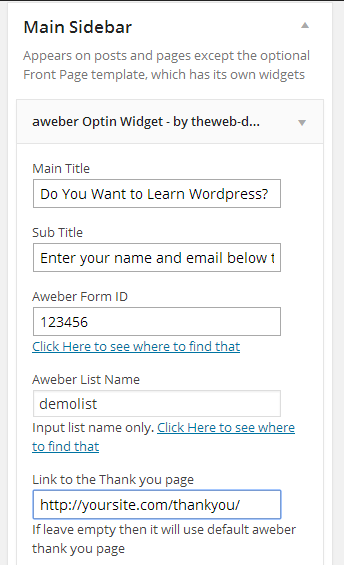 Main Sidebar
Appears on posts and pages except the optional
Front Page template, which has its own widgets
aweber Optin Widget - by theweb-d...
Main Title
Do You Want to Learn Wordpress?
Sub Title
Enter your name and email below t
Aweber Form ID
123456
Click Here to see where to find that
Aweber List Name
demolist
Input list name only. Click Here to see where
to find that
Link to the Thank you page
http://yoursite.com/thankyou/
If leave empty then it will use default aweber
thank you page